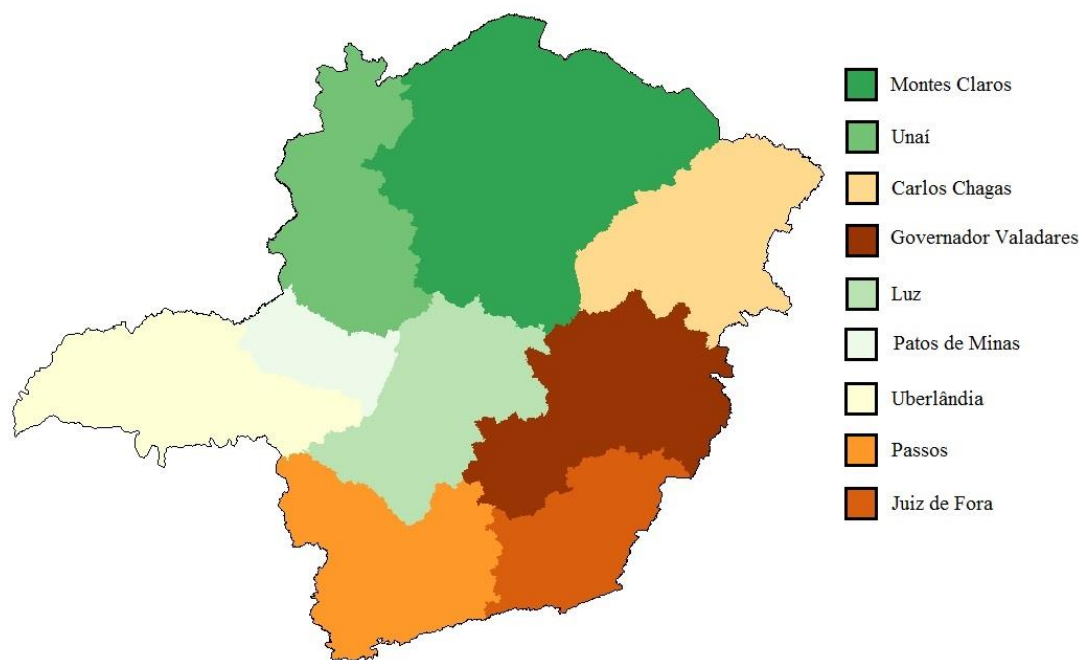 Montes Claros
Unaí
Carlos Chagas
Governador Valadares
Luz
Patos de Minas
Uberlândia
Passos
Juiz de Fora